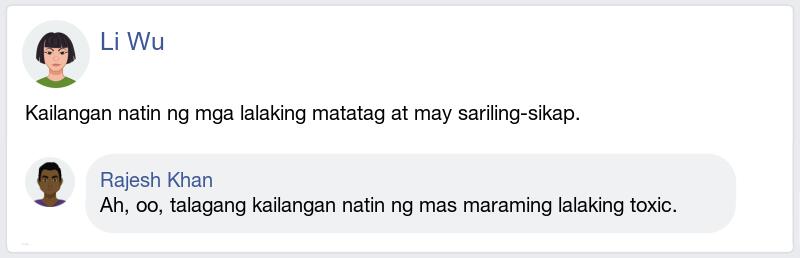 Li Wu
Kailangan natin ng mga lalaking matatag at may sariling-sikap.
Rajesh Khan
Ah, oo, talagang kailangan natin ng mas maraming lalaking toxic.